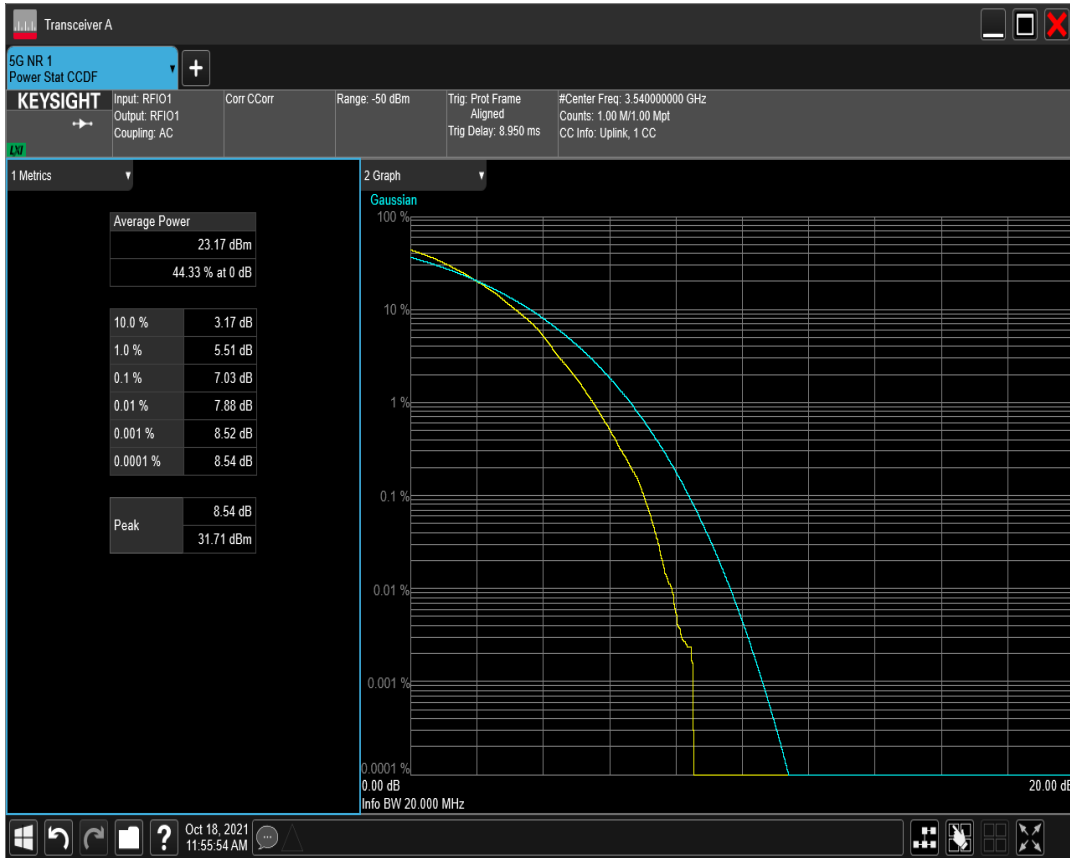 Transceiver A
5G NR 1
Power Stat CCDF
KEYSIGHT
LXI
Input: RFIO1
Output: RFIO1
Coupling: AC
Corr CCorr
Range: -50 dBm
Trig: Prot Frame
Aligned
Trig Delay: 8.950 ms
#Center Freq: 3.540000000 GHz
Counts: 1.00 M/1.00 Mpt
CC Info: Uplink, 1 CC
1 Metrics
Average Power
23.17 dBm
44.33 % at 0 dB
10.0 % 3.17 dB
1.0 % 5.51 dB
0.1 % 7.03 dB
0.01 % 7.88 dB
0.001 % 8.52 dB
0.0001 % 8.54 dB
Peak
8.54 dB
31.71 dBm
2 Graph
Gaussian
100 %
10 %
1 %
0.1 %
0.01 %
0.001 %
0.0001 %
0.00 dB
20.00 dB
Info BW 20.000 MHz
?
Oct 18, 2021
11:55:54 AM